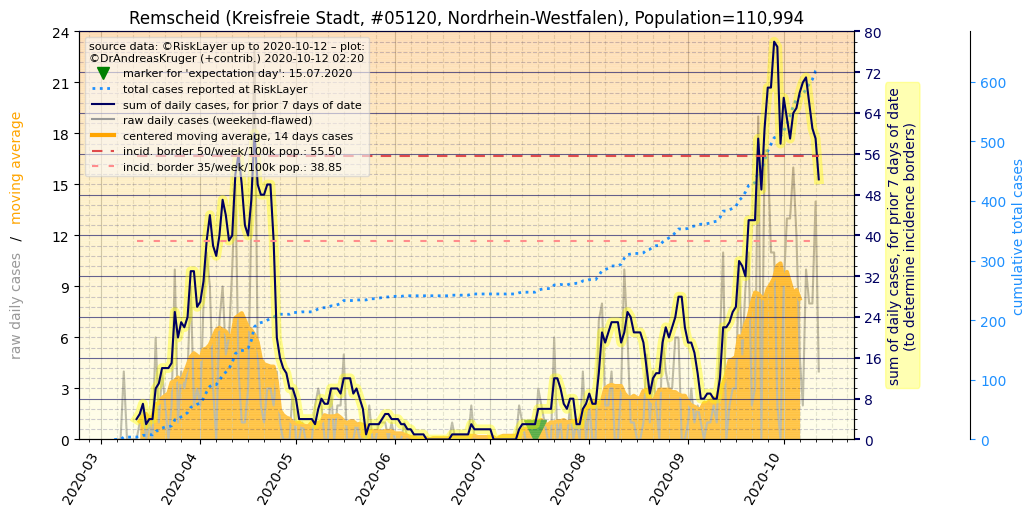 Remscheid (Kreisfreie Stadt, #05120, Nordrhein-Westfalen), Population=110,994
source data: ©RiskLayer up to 2020-10-12 – plot:
©DrAndreasKruger (+contrib.) 2020-10-12 02:20
marker for 'expectation day': 15.07.2020
total cases reported at RiskLayer
sum of daily cases, for prior 7 days of date
raw daily cases (weekend-flawed)
centered moving average, 14 days cases
incid. border 50/week/100k pop.: 55.50
incid. border 35/week/100k pop.: 38.85
raw daily cases / moving average
24
21
18
15
12
9
6
3
0
80
72
64
56
48
40
32
24
16
8
0
sum of daily cases, for prior 7 days of date
(to determine incidence borders)
600
500
400
300
200
100
0
cumulative total cases
2020-03
2020-04
2020-05
2020-06
2020-07
2020-08
2020-09
2020-10